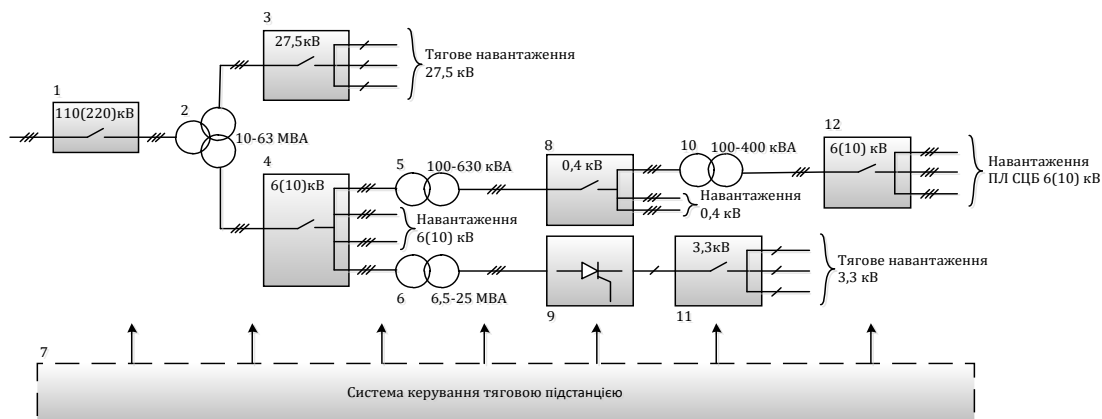 3
27,5кВ
Тягове навантаження
27,5 кВ
1
110(220)кВ
2
10-63 МВА
4
6(10)кВ
5
100-630 кВА
Навантаження
6(10) кВ
6
6,5-25 МВА
8
0,4 кВ
10
100-400 кВА
Навантаження
0,4 кВ
12
6(10) кВ
Навантаження
ПЛ СЦБ 6(10) кВ
9
3,3кВ
11
Тягове навантаження
3,3 кВ
7
Система керування тяговою підстанцією